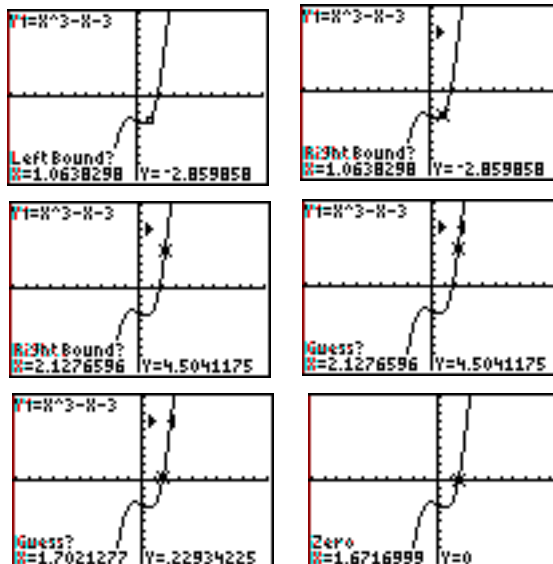 Y1=X^3-X-3
Left Bound?
X=1.0638298 Y=-2.859858
Y1=X^3-X-3
Right Bound?
X=1.0638298 Y=-2.859858
Y1=X^3-X-3
Right Bound?
X=2.1276596 Y=4.5041175
Y1=X^3-X-3
Guess?
X=2.1276596 Y=4.5041175
Y1=X^3-X-3
Guess?
X=1.7021277 Y=.22934225
Zero
X=1.6716999 Y=0